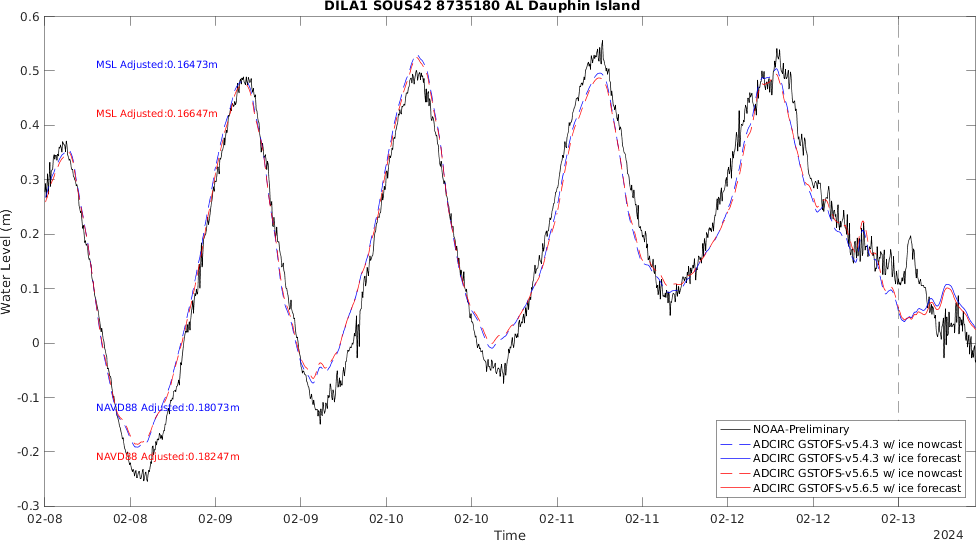 DILA1 SOUS42 8735180 AL Dauphin Island
0.6
0.5
0.4
0.3
0.2
0.1
0
-0.1
-0.2
-0.3
Water Level (m)
MSL Adjusted:0.16473m
MSL Adjusted:0.16647m
NAVD88 Adjusted:0.18073m
NAVD88 Adjusted:0.18247m
NOAA-Preliminary
ADCIRC GSTOFS-v5.4.3 w/ ice nowcast
ADCIRC GSTOFS-v5.4.3 w/ ice forecast
ADCIRC GSTOFS-v5.6.5 w/ ice nowcast
ADCIRC GSTOFS-v5.6.5 w/ ice forecast
02-08 02-08 02-09 02-09 02-10 02-10 02-11 02-11 02-12 02-12 02-13
Time
2024